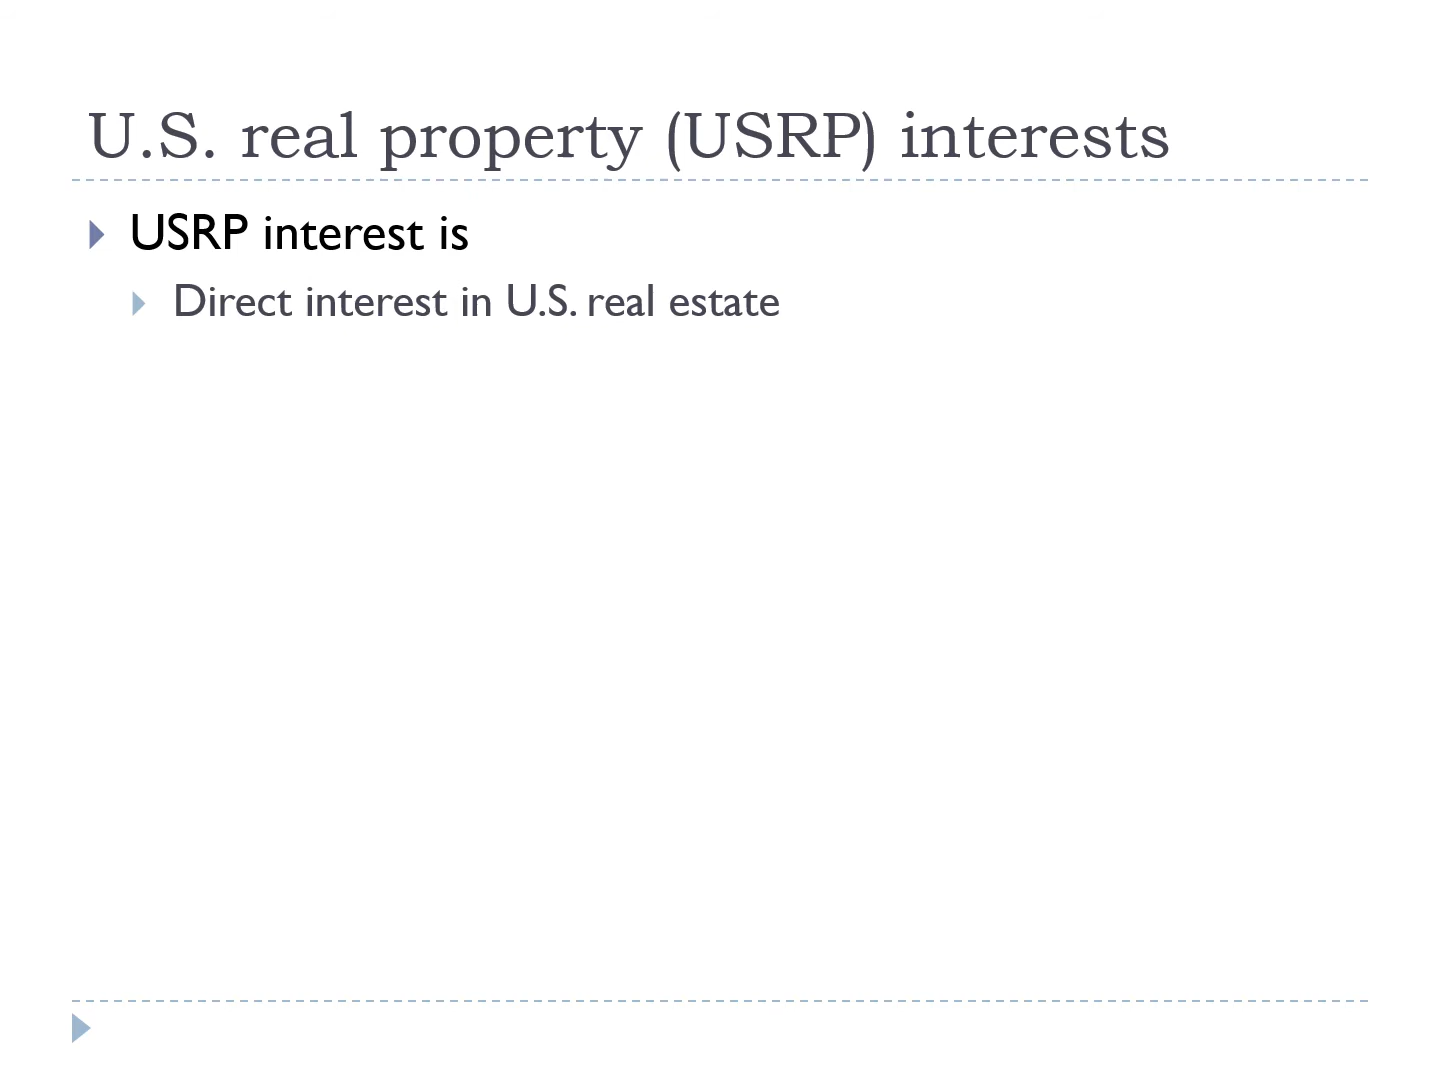 U.S. real property (USRP) interests
USRP interest is
Direct interest in U.S. real estate